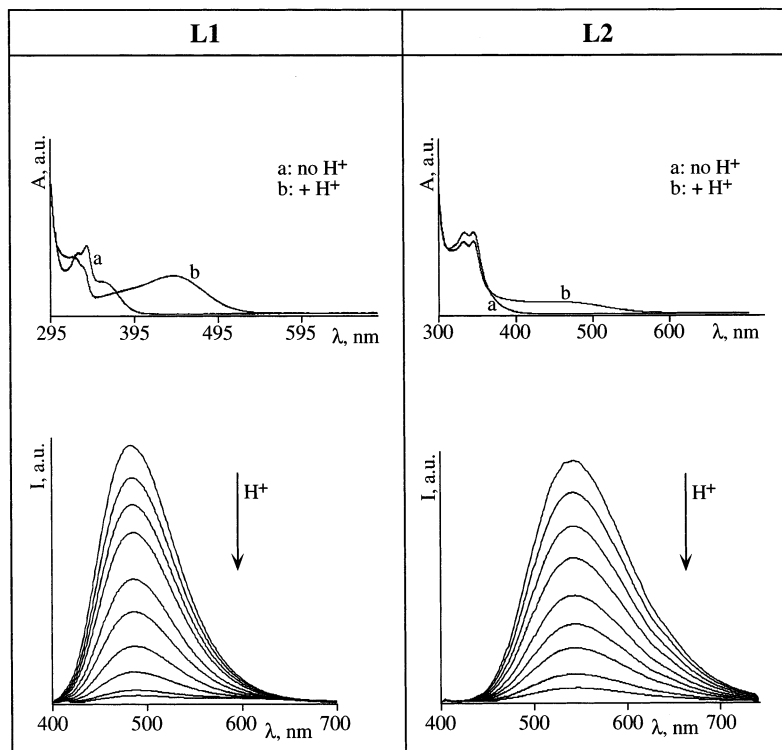 L1
L2
A, a.u.
a: no H⁺
b: + H⁺
a
b
295 395 495 595 λ, nm
A, a.u.
a: no H⁺
b: + H⁺
a
b
300 400 500 600 λ, nm
I, a.u.
H⁺
400 500 600 700
λ, nm
I, a.u.
H⁺
400 500 600 700
λ, nm